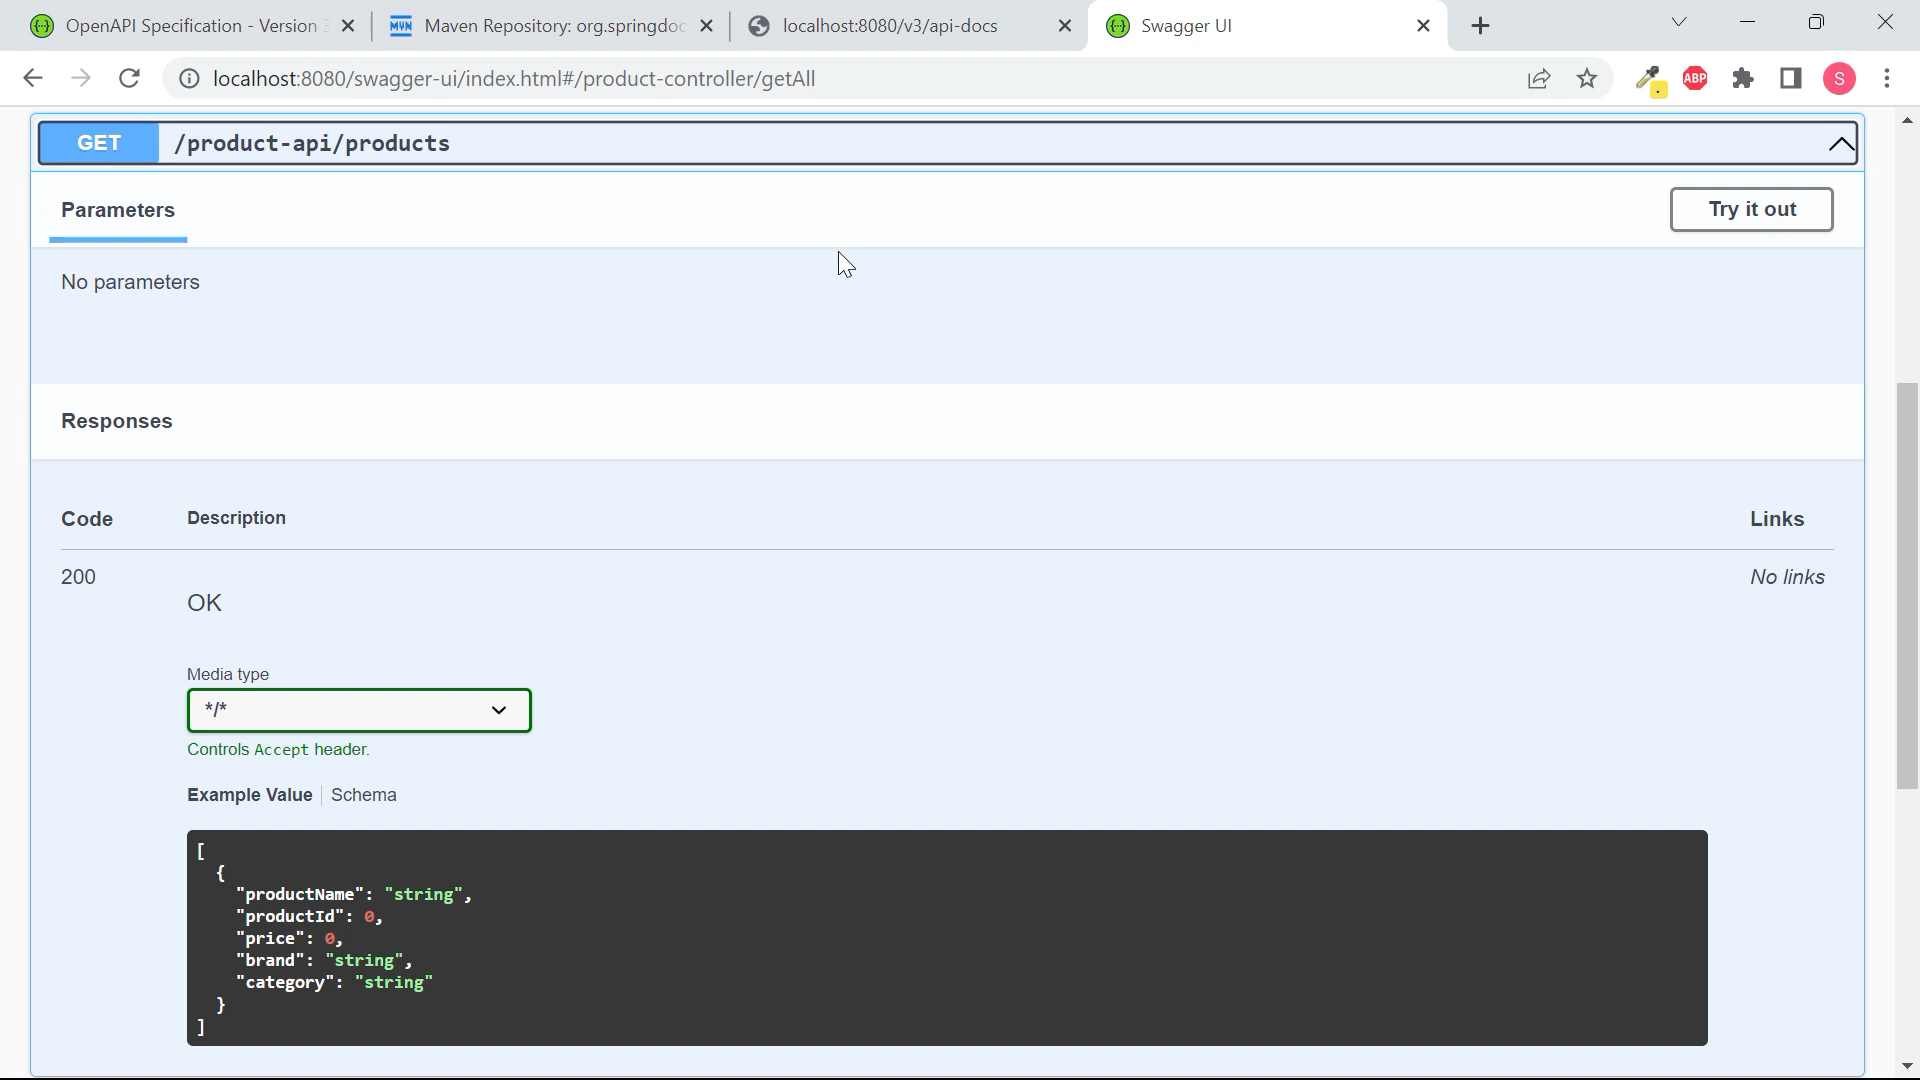 OpenAPI Specification - Version 3
Maven Repository: org.springdoc
localhost:8080/v3/api-docs
Swagger UI
localhost:8080/swagger-ui/index.html#/product-controller/getAll
ABP
S
GET /product-api/products
Parameters
Try it out
No parameters
Responses
Code Description Links
200 No links
OK
Media type
*/*
Controls Accept header.
Example Value Schema
[
{
"productName": "string",
"productId": 0,
"price": 0,
"brand": "string",
"category": "string"
}
]